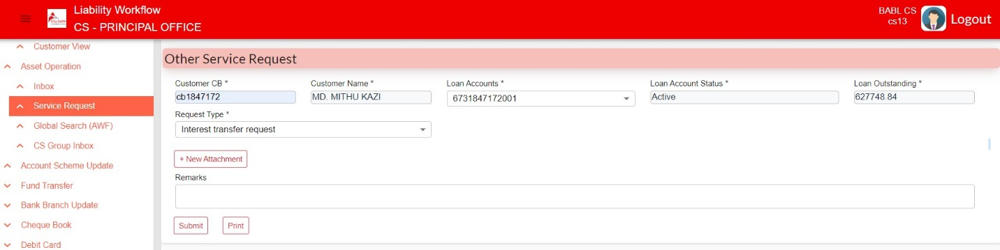 Liability Workflow
CS - PRINCIPAL OFFICE
city bank
BABL CS
cs13
Logout
Customer View
Asset Operation
Inbox
Service Request
Global Search (AWF)
CS Group Inbox
Account Scheme Update
Fund Transfer
Bank Branch Update
Cheque Book
Debit Card
Other Service Request
Customer CB * Customer Name * Loan Accounts * Loan Account Status * Loan Outstanding *
cb1847172 MD. MITHU KAZI 6731847172001 Active 627748.84
Request Type *
Interest transfer request
+ New Attachment
Remarks
Submit Print